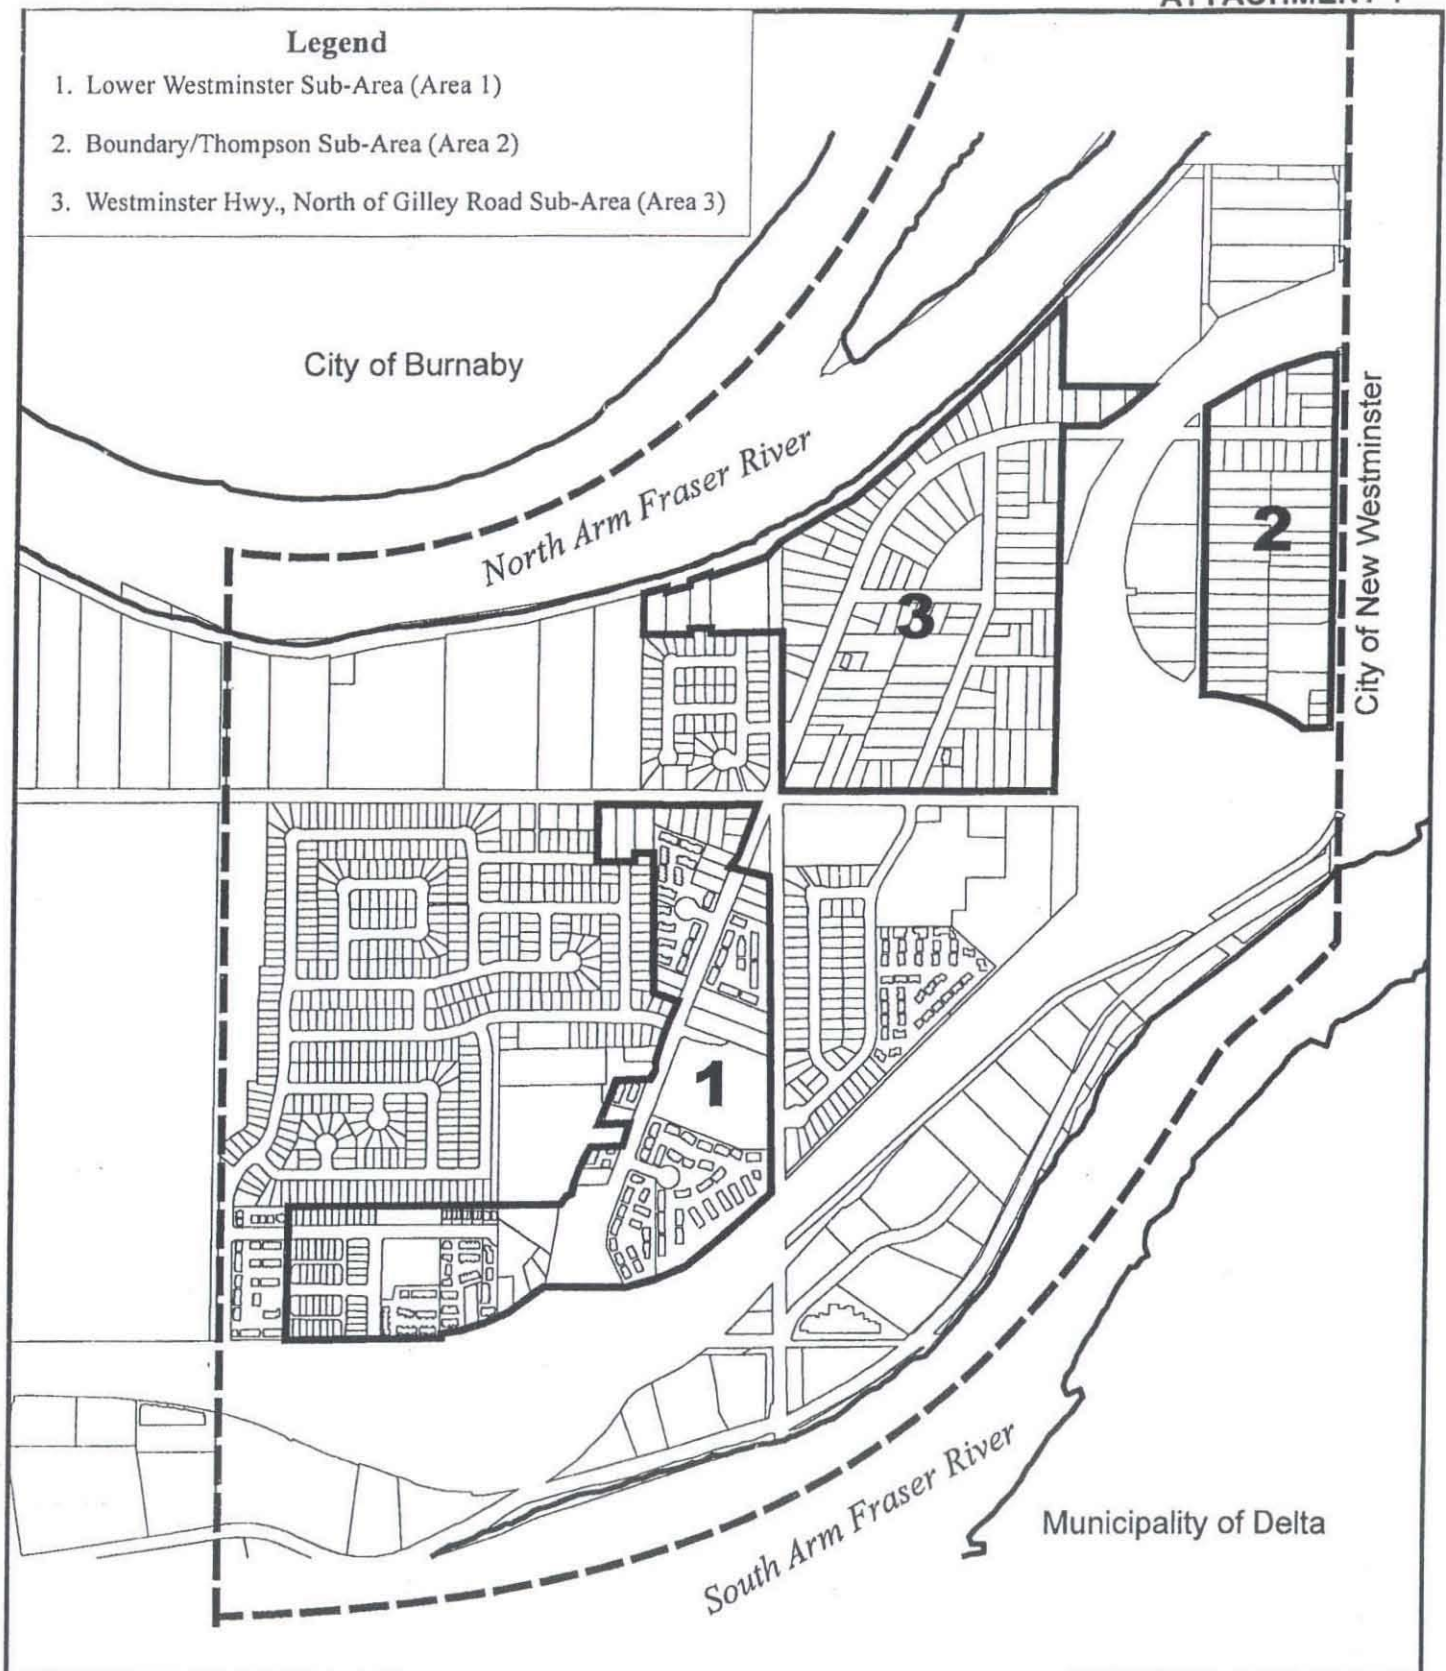 Legend
1. Lower Westminster Sub-Area (Area 1)
2. Boundary/Thompson Sub-Area (Area 2)
3. Westminster Hwy., North of Gilley Road Sub-Area (Area 3)
City of Burnaby
North Arm Fraser River
City of New Westminster
2
3
1
South Arm Fraser River
Municipality of Delta